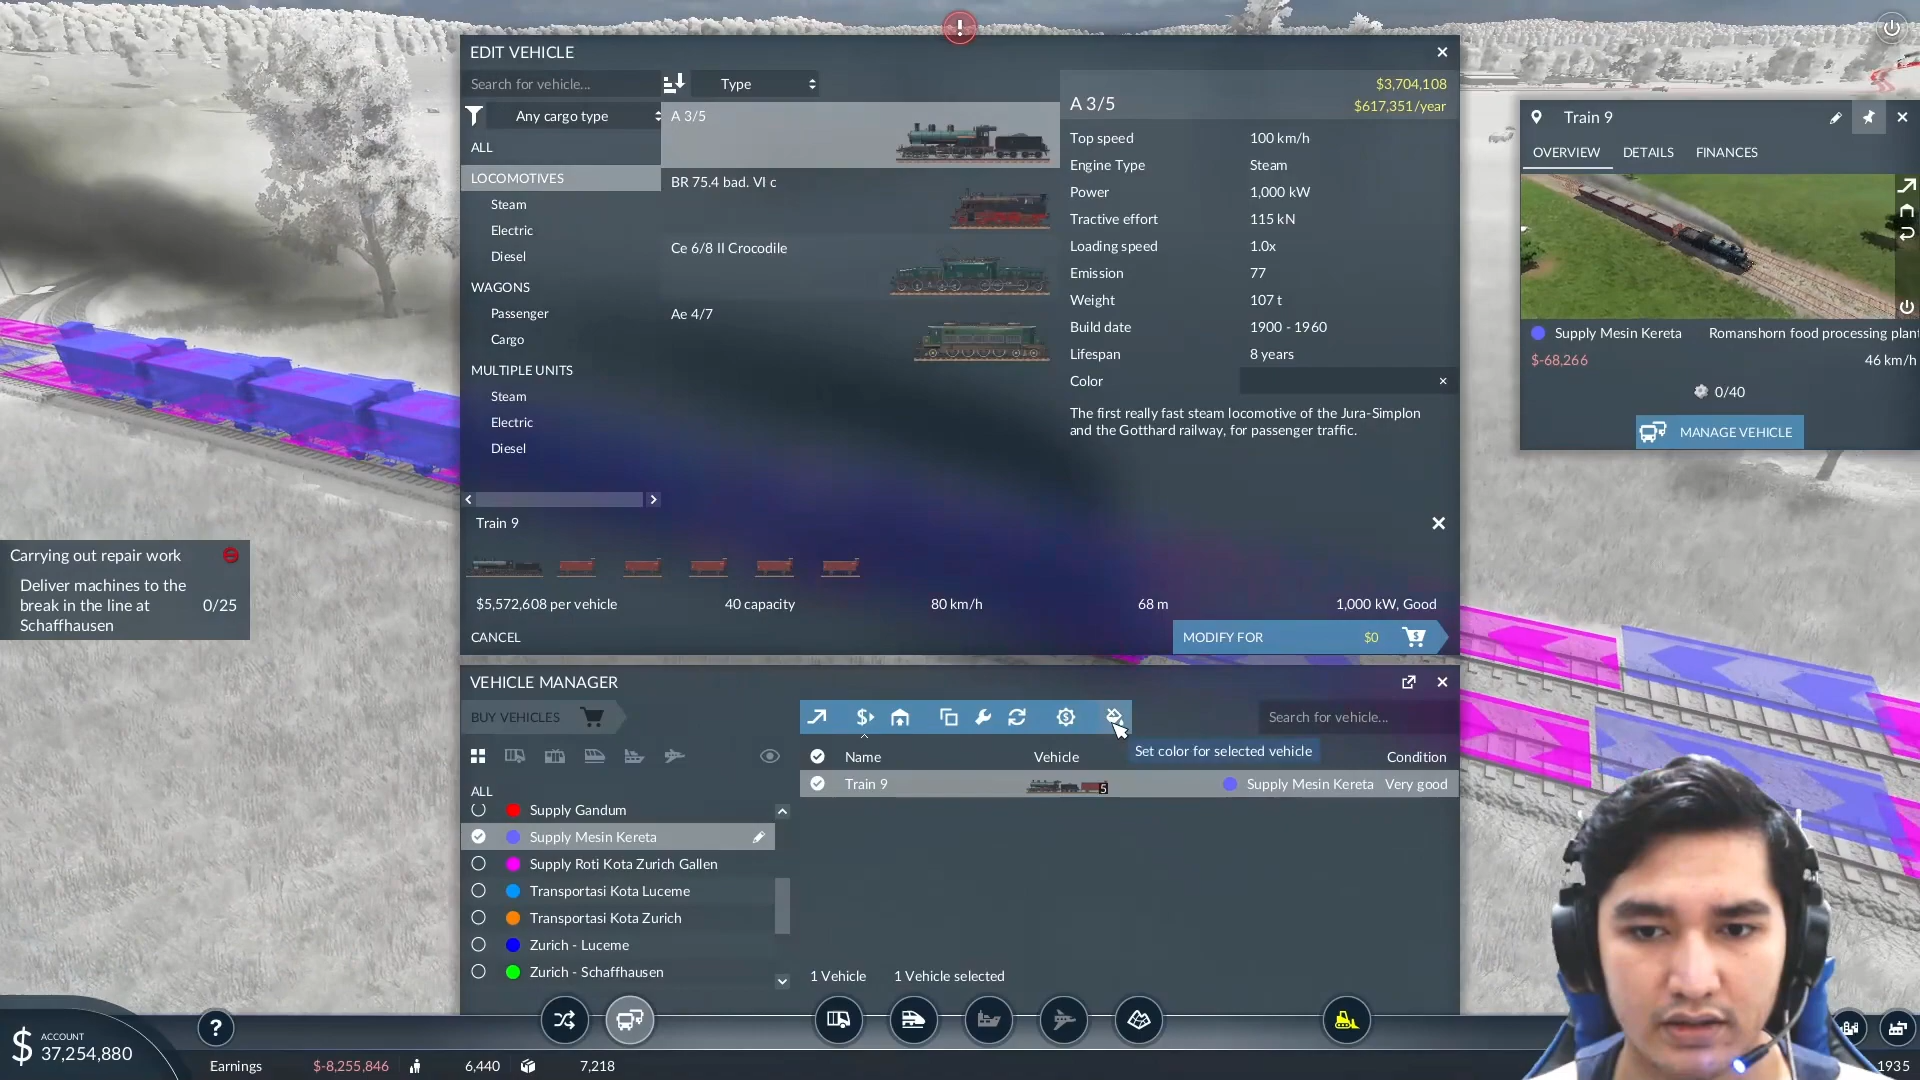 EDIT VEHICLE
Search for vehicle...
Type
Any cargo type
ALL
LOCOMOTIVES
Steam
Electric
Diesel
WAGONS
Passenger
Cargo
MULTIPLE UNITS
Steam
Electric
Diesel
A 3/5
BR 75.4 bad. VI c
Ce 6/8 II Crocodile
Ae 4/7
$3,704,108
A 3/5
$617,351/year
Top speed 100 km/h
Engine Type Steam
Power 1,000 kW
Tractive effort 115 kN
Loading speed 1.0x
Emission 77
Weight 107 t
Build date 1900 - 1960
Lifespan 8 years
Color
The first really fast steam locomotive of the Jura-Simplon
and the Gotthard railway, for passenger traffic.
Train 9
$5,572,608 per vehicle 40 capacity 80 km/h 68 m 1,000 kW, Good
CANCEL
MODIFY FOR $0
Train 9
OVERVIEW DETAILS FINANCES
Supply Mesin Kereta Romanshorn food processing plant
$-68,266 46 km/h
0/40
MANAGE VEHICLE
Carrying out repair work
Deliver machines to the
break in the line at 0/25
Schaffhausen
VEHICLE MANAGER
BUY VEHICLES
Search for vehicle...
Set color for selected vehicle
ALL
Supply Gandum
Supply Mesin Kereta
Supply Roti Kota Zurich Gallen
Transportasi Kota Luceme
Transportasi Kota Zurich
Zurich - Luceme
Zurich - Schaffhausen
Name Vehicle Condition
Train 9 5 Supply Mesin Kereta Very good
1 Vehicle 1 Vehicle selected
?
$ ACCOUNT
37,254,880
Earnings $-8,255,846 6,440 7,218
1935